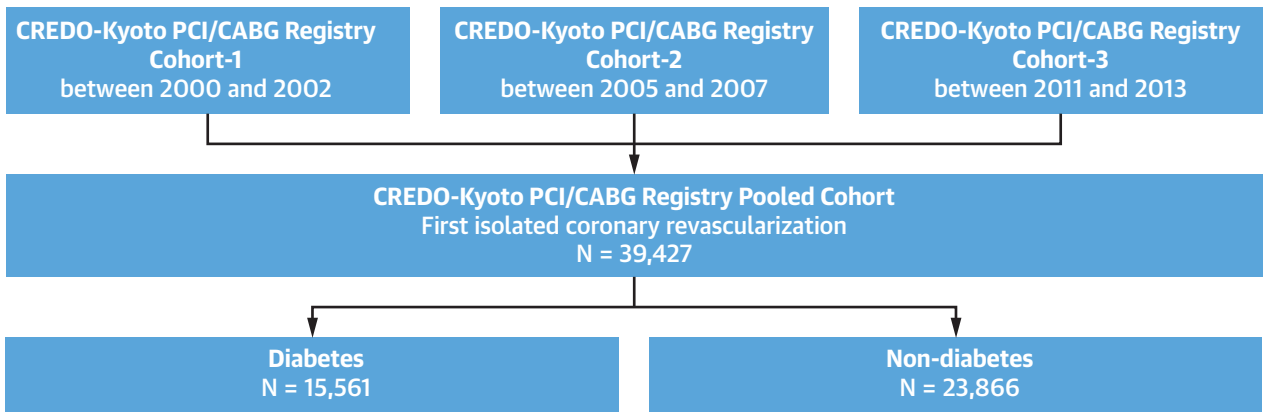 CREDO-Kyoto PCI/CABG Registry
Cohort-1
between 2000 and 2002
CREDO-Kyoto PCI/CABG Registry
Cohort-2
between 2005 and 2007
CREDO-Kyoto PCI/CABG Registry
Cohort-3
between 2011 and 2013
CREDO-Kyoto PCI/CABG Registry Pooled Cohort
First isolated coronary revascularization
N = 39,427
Diabetes
N = 15,561
Non-diabetes
N = 23,866